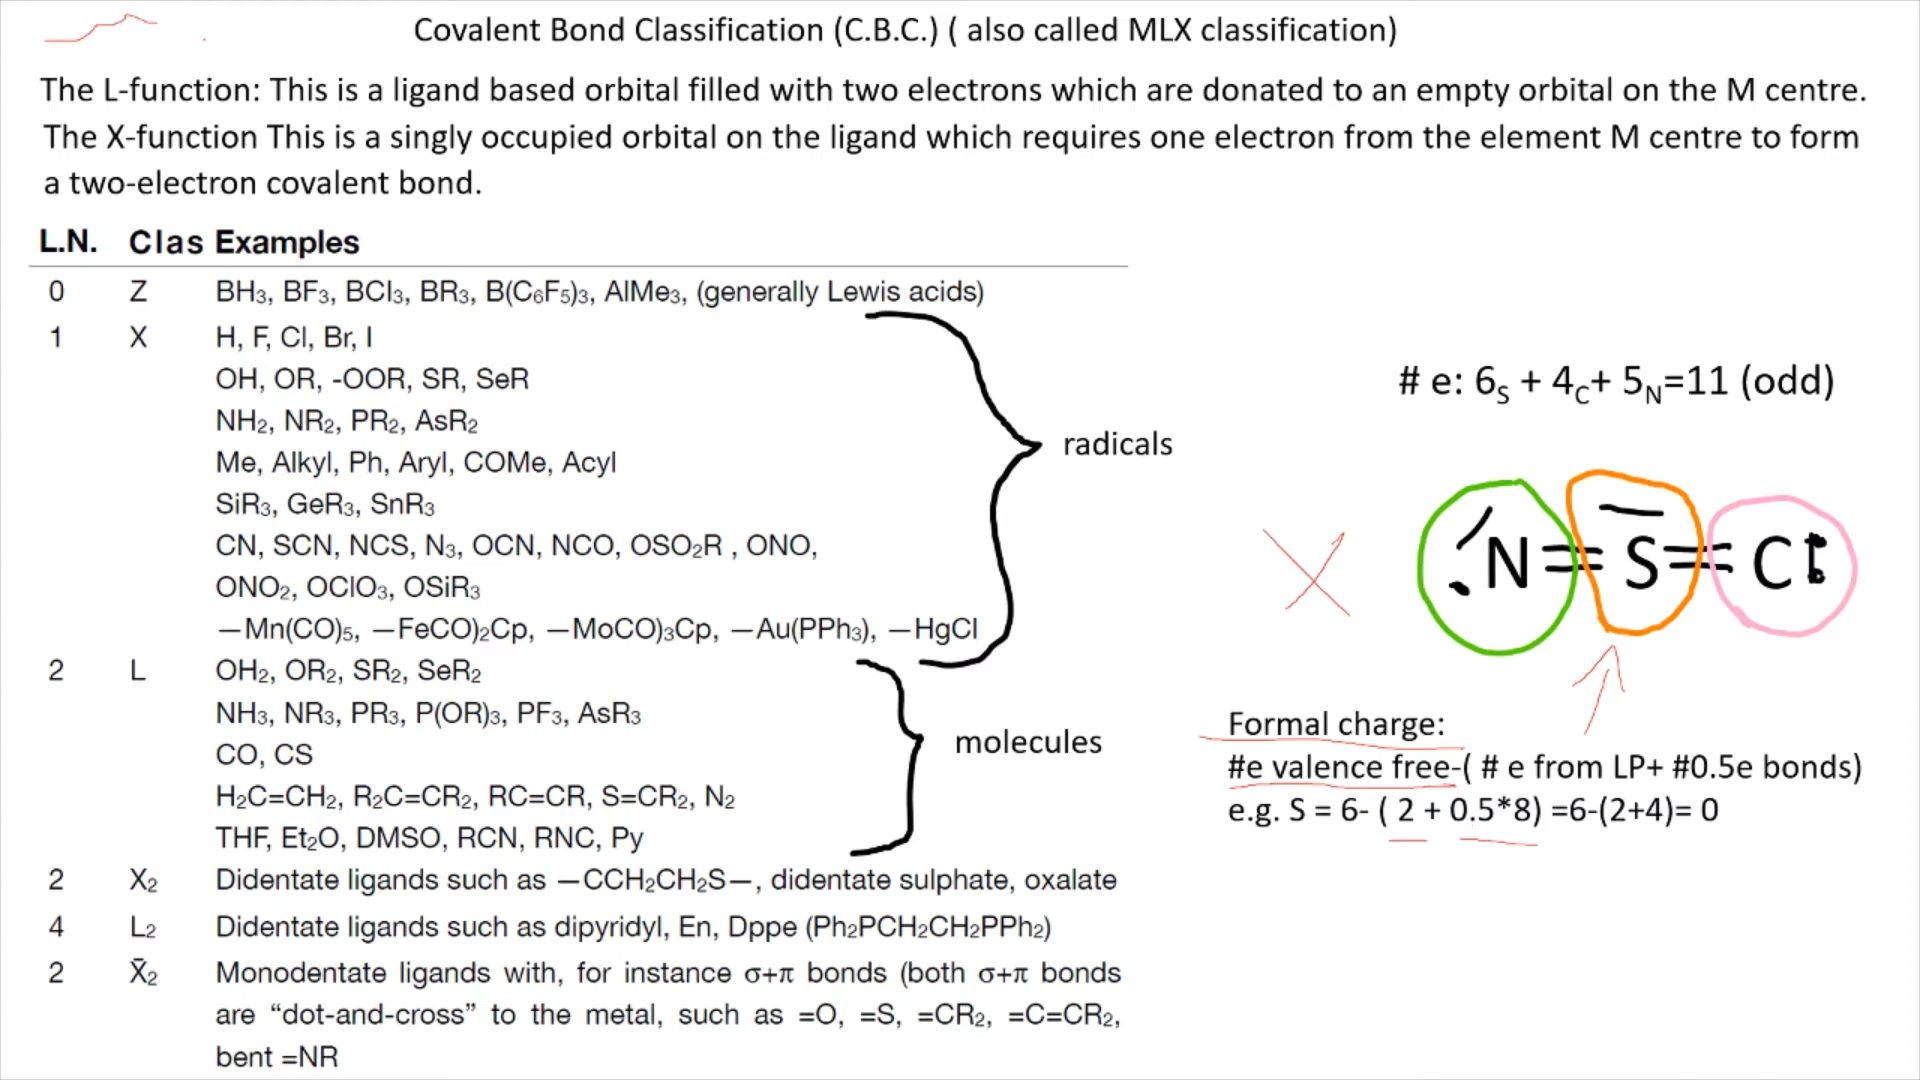 Covalent Bond Classification (C.B.C.) ( also called MLX classification)
The L-function: This is a ligand based orbital filled with two electrons which are donated to an empty orbital on the M centre.
The X-function This is a singly occupied orbital on the ligand which requires one electron from the element M centre to form
a two-electron covalent bond.
L.N. Clas Examples
0 Z BH₃, BF₃, BCl₃, BR₃, B(C₆F₅)₃, AlMe₃, (generally Lewis acids)
1 X H, F, Cl, Br, I
OH, OR, -OOR, SR, SeR
NH₂, NR₂, PR₂, AsR₂
Me, Alkyl, Ph, Aryl, COMe, Acyl
SiR₃, GeR₃, SnR₃
CN, SCN, NCS, N₃, OCN, NCO, OSO₂R , ONO,
ONO₂, OClO₃, OSiR₃
—Mn(CO)₅, —FeCO)₂Cp, —MoCO)₃Cp, —Au(PPh₃), —HgCl
radicals
2 L OH₂, OR₂, SR₂, SeR₂
NH₃, NR₃, PR₃, P(OR)₃, PF₃, AsR₃
CO, CS
H₂C=CH₂, R₂C=CR₂, RC=CR, S=CR₂, N₂
THF, Et₂O, DMSO, RCN, RNC, Py
molecules
2 X₂ Didentate ligands such as —CCH₂CH₂S—, didentate sulphate, oxalate
4 L₂ Didentate ligands such as dipyridyl, En, Dppe (Ph₂PCH₂CH₂PPh₂)
2 X̄₂ Monodentate ligands with, for instance σ+π bonds (both σ+π bonds
are “dot-and-cross” to the metal, such as =O, =S, =CR₂, =C=CR₂,
bent =NR
# e: 6S + 4C+ 5N=11 (odd)
N=S=C
Formal charge:
#e valence free-( # e from LP+ #0.5e bonds)
e.g. S = 6- ( 2 + 0.5*8) =6-(2+4)= 0